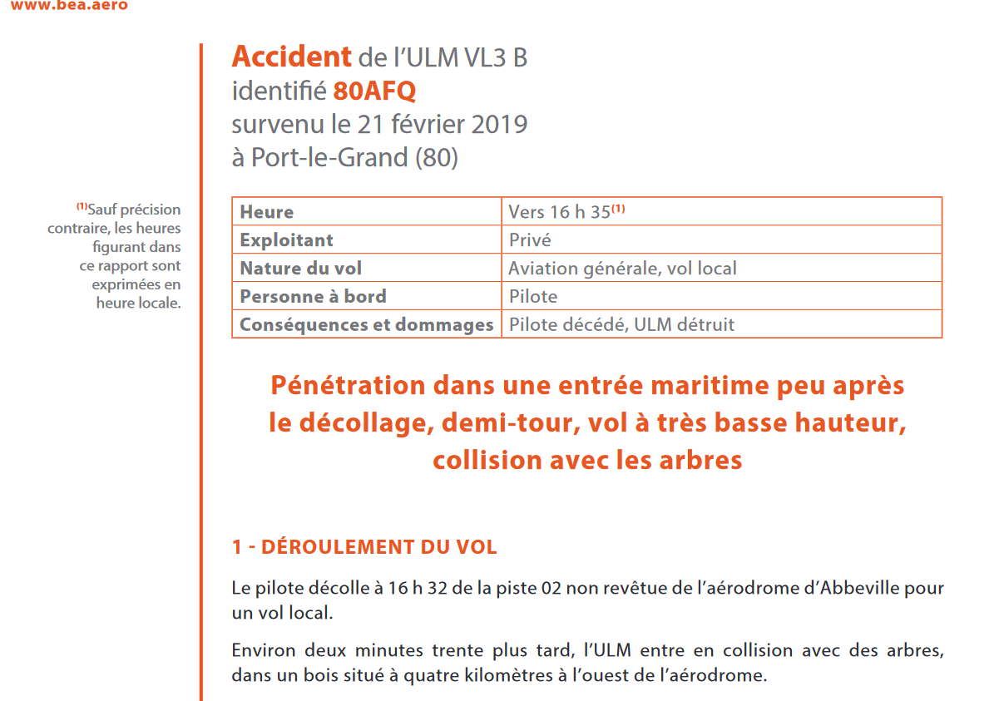 www.bea.aero
Accident de l’ULM VL3 B
identifié 80AFQ
survenu le 21 février 2019
à Port-le-Grand (80)
(1)Sauf précision
contraire, les heures
figurant dans
ce rapport sont
exprimées en
heure locale.
Heure Vers 16 h 35(1)
Exploitant Privé
Nature du vol Aviation générale, vol local
Personne à bord Pilote
Conséquences et dommages Pilote décédé, ULM détruit
Pénétration dans une entrée maritime peu après
le décollage, demi-tour, vol à très basse hauteur,
collision avec les arbres
1 - DÉROULEMENT DU VOL
Le pilote décolle à 16 h 32 de la piste 02 non revêtue de l’aérodrome d’Abbeville pour
un vol local.
Environ deux minutes trente plus tard, l’ULM entre en collision avec des arbres,
dans un bois situé à quatre kilomètres à l’ouest de l’aérodrome.